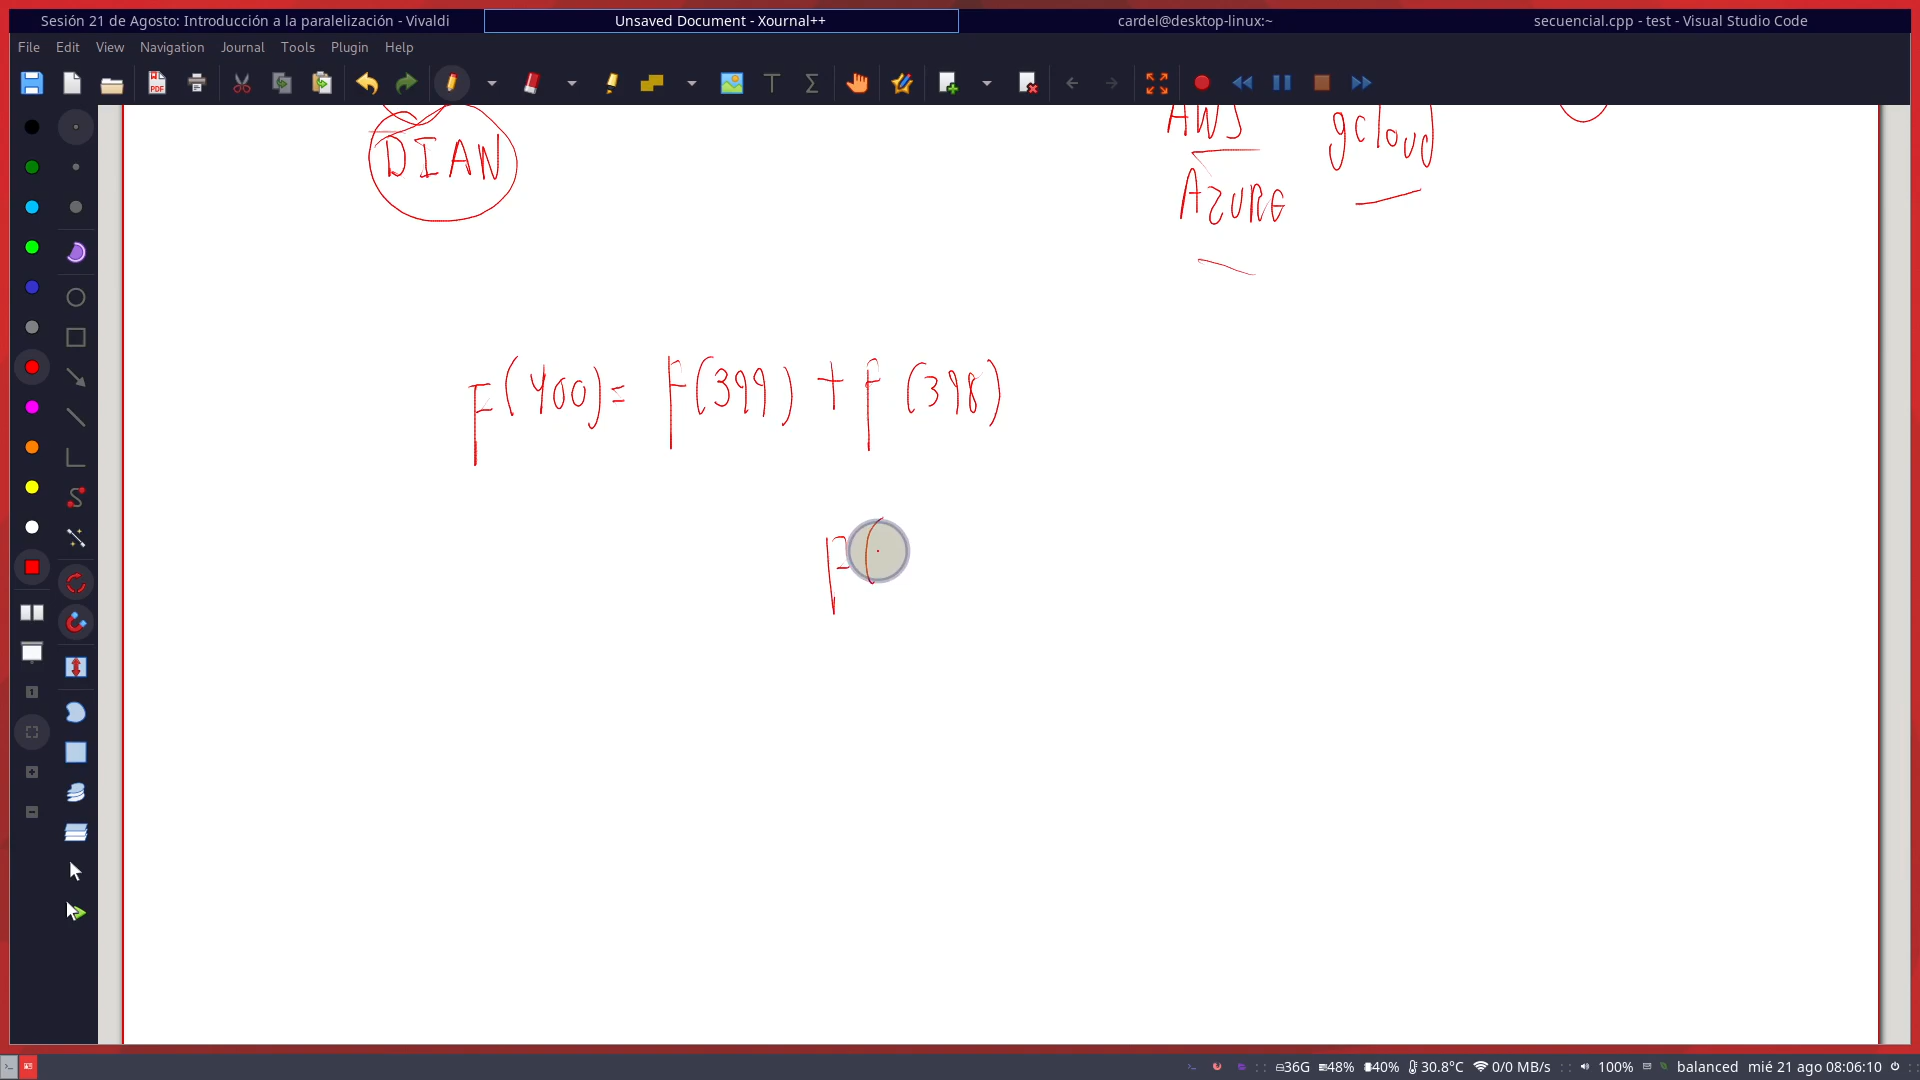 Sesión 21 de Agosto: Introducción a la paralelización - Vivaldi
Unsaved Document - Xournal++
cardel@desktop-linux:~
secuencial.cpp - test - Visual Studio Code
File Edit View Navigation Journal Tools Plugin Help
DIAN
AWS
gcloud
AZURE
F(400)= F(399) + F(398)
F(
36G 48% 40% 30.8°C 0/0 MB/s 100% balanced mié 21 ago 08:06:10